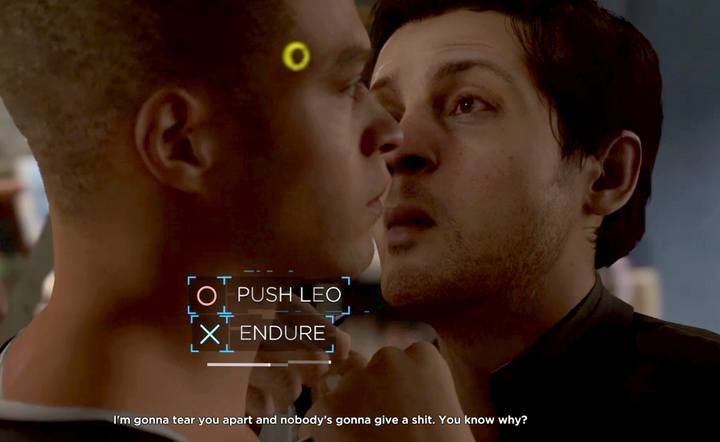 PUSH LEO
ENDURE
I'm gonna tear you apart and nobody's gonna give a shit. You know why?